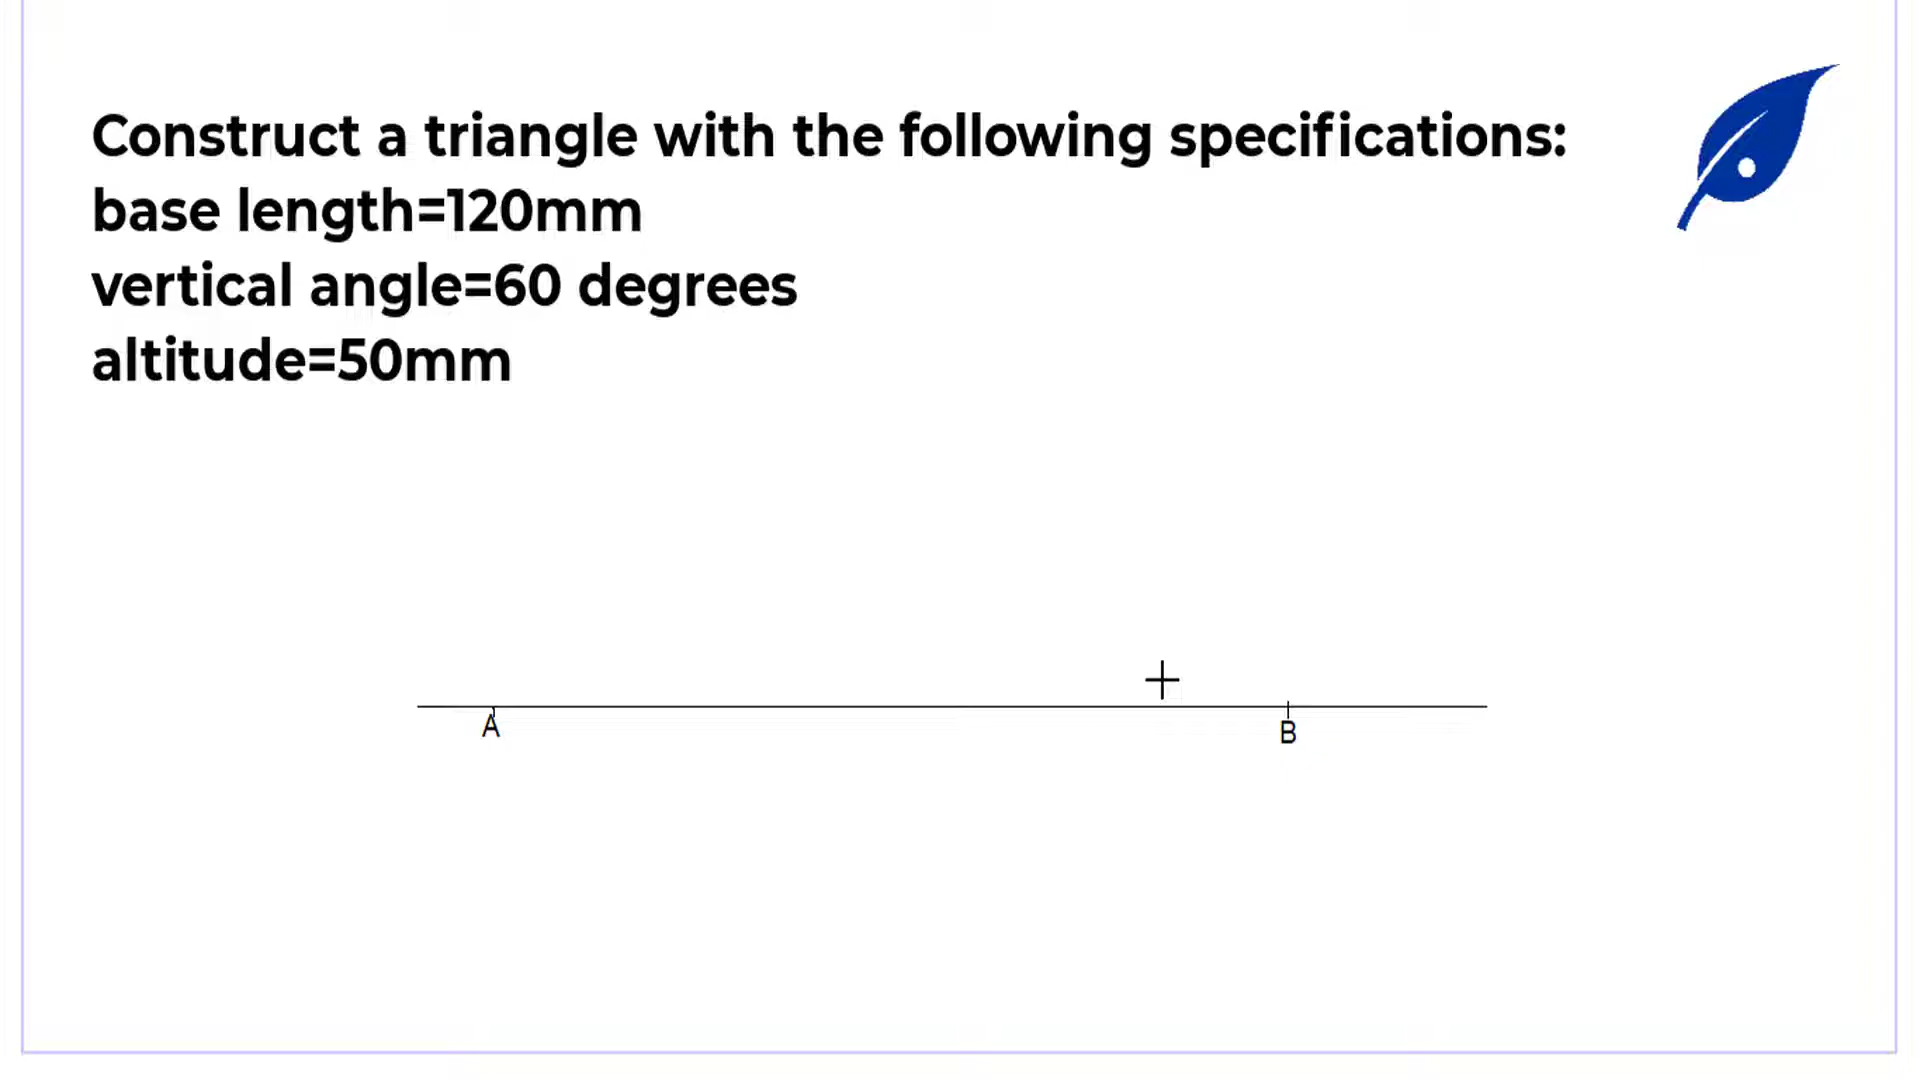 Construct a triangle with the following specifications:
base length=120mm
vertical angle=60 degrees
altitude=50mm
A
B